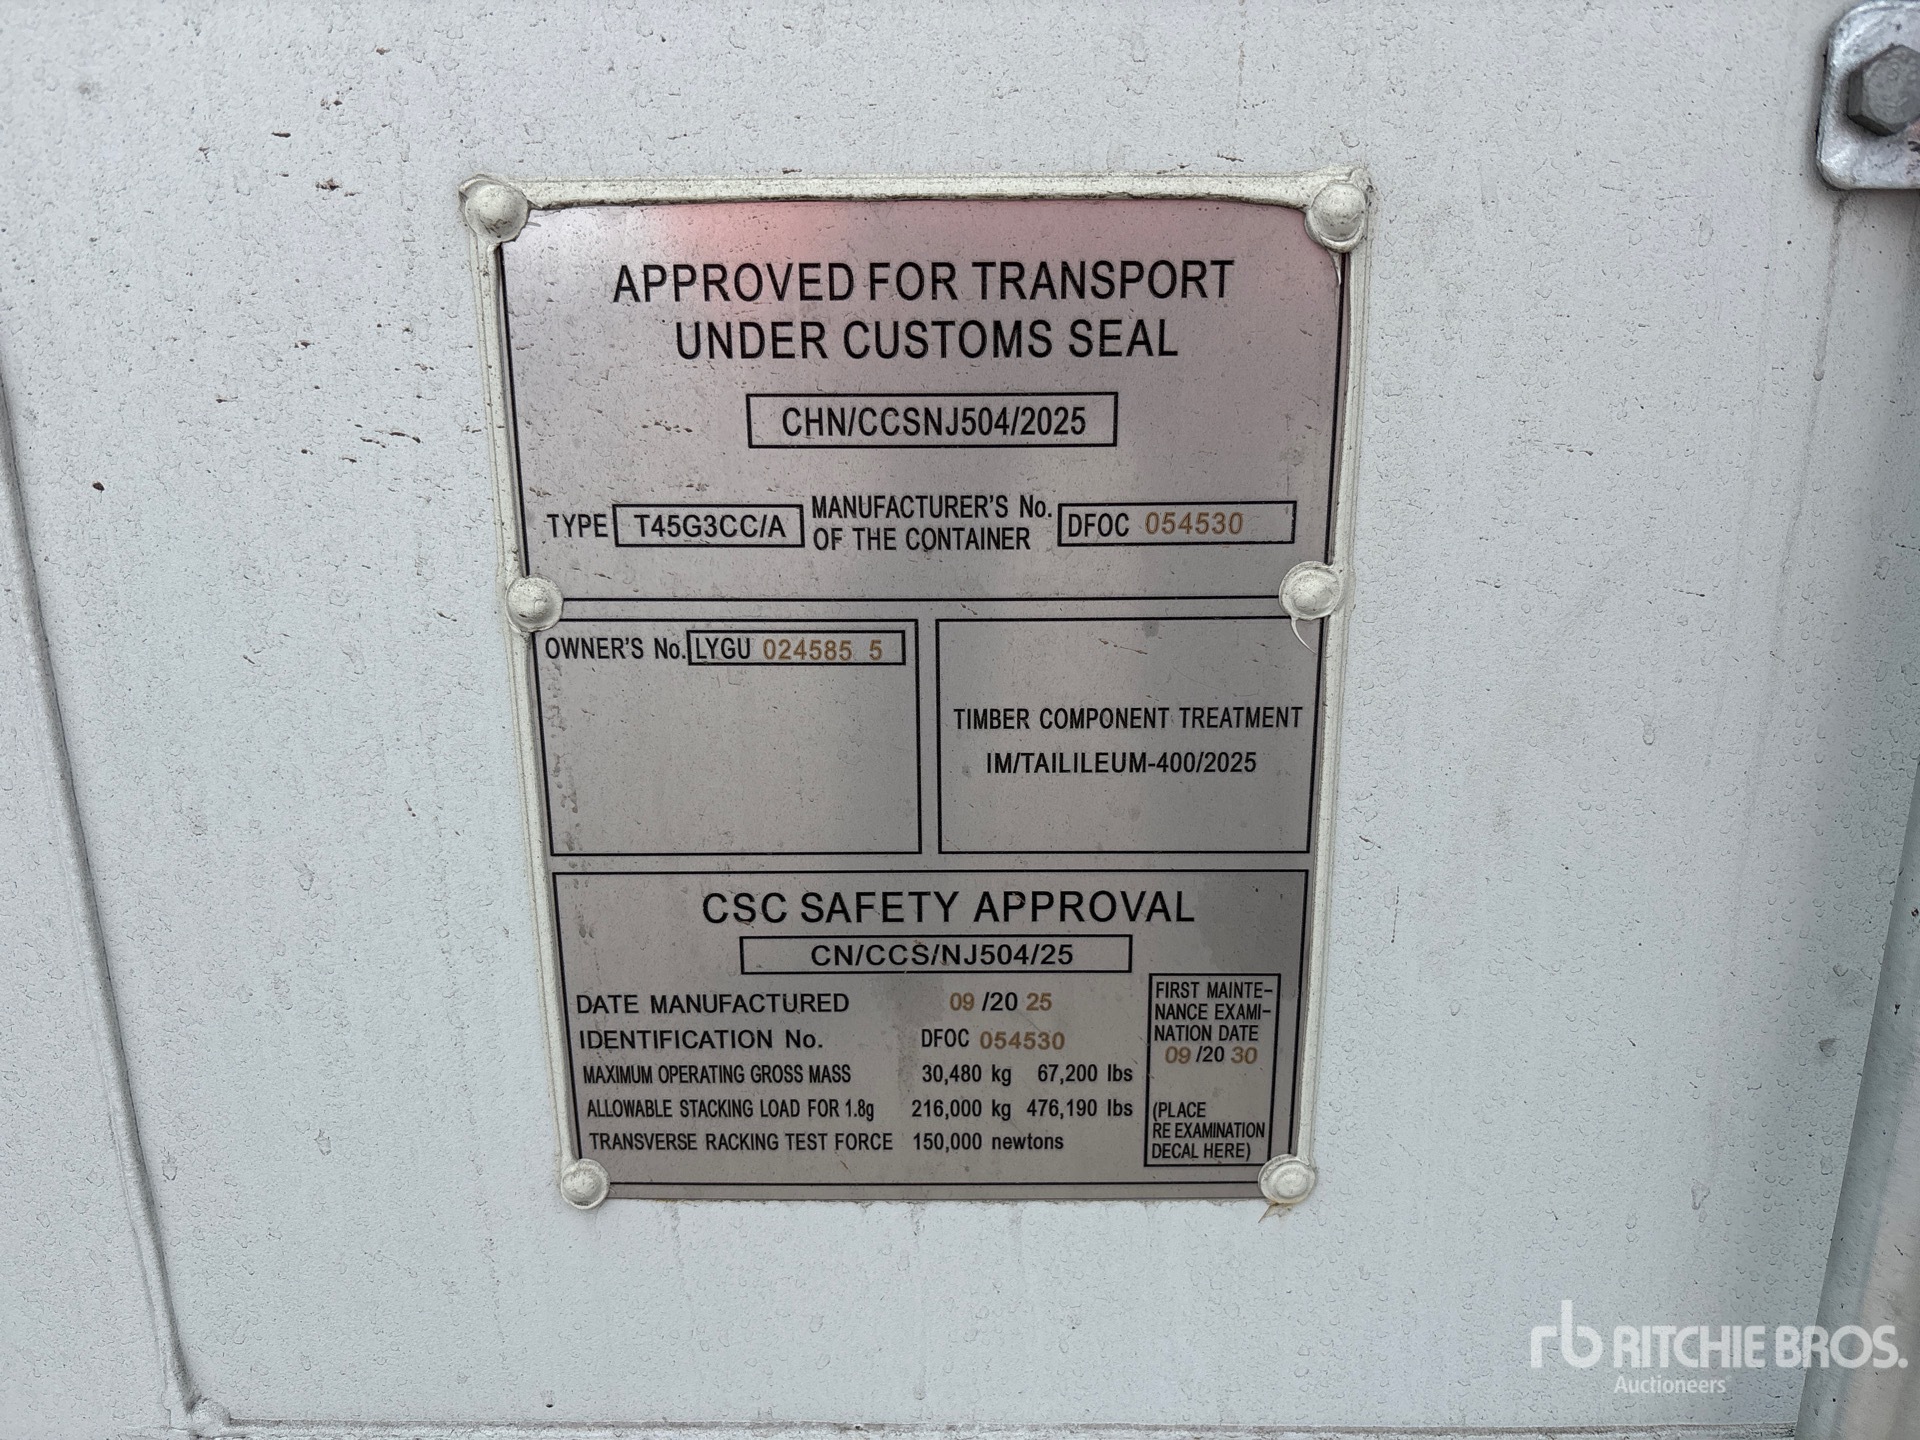 APPROVED FOR TRANSPORT
UNDER CUSTOMS SEAL
CHN/CCSNJ504/2025
TYPE T45G3CC/A MANUFACTURER'S No. OF THE CONTAINER DFOC 054530
OWNER'S No. LYGU 024585 5
TIMBER COMPONENT TREATMENT
IM/TAILILEUM-400/2025
CSC SAFETY APPROVAL
CN/CCS/NJ504/25
DATE MANUFACTURED 09 /20 25
IDENTIFICATION No. DFOC 054530
MAXIMUM OPERATING GROSS MASS 30,480 kg 67,200 lbs
ALLOWABLE STACKING LOAD FOR 1.8g 216,000 kg 476,190 lbs
TRANSVERSE RACKING TEST FORCE 150,000 newtons
FIRST MAINTE-
NANCE EXAMI-
NATION DATE
09 /20 30
(PLACE
RE EXAMINATION
DECAL HERE)
rb RITCHIE BROS.
Auctioneers